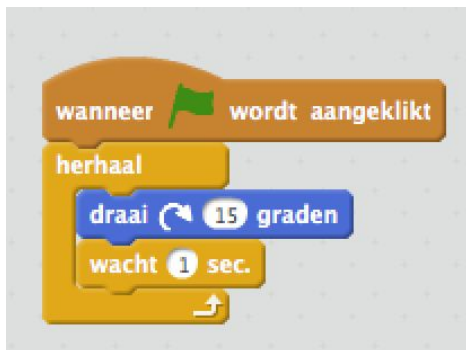 wanneer wordt aangeklikt
herhaal
draai 15 graden
wacht 1 sec.